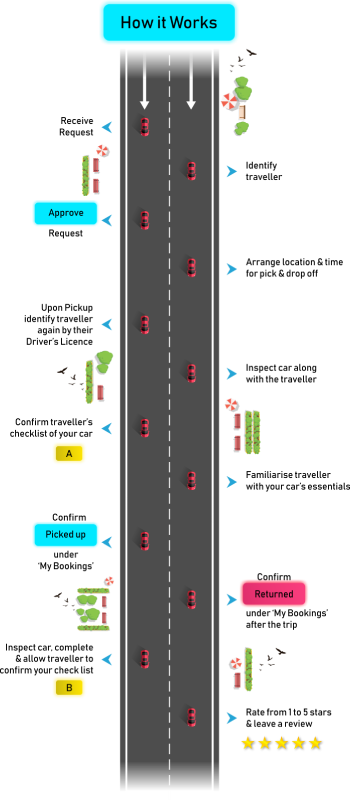 How it Works
Receive
Request
Identify
traveller
Approve
Request
Arrange location & time
for pick & drop off
Upon Pickup
identify traveller
again by their
Driver's Licence
Inspect car along
with the traveller
Confirm traveller's
checklist of your car
A
Familiarise traveller
with your car's essentials
Confirm
Picked up
under
'My Bookings'
Confirm
Returned
under 'My Bookings'
after the trip
Inspect car, complete
& allow traveller to
confirm your check list
B
Rate from 1 to 5 stars
& leave a review